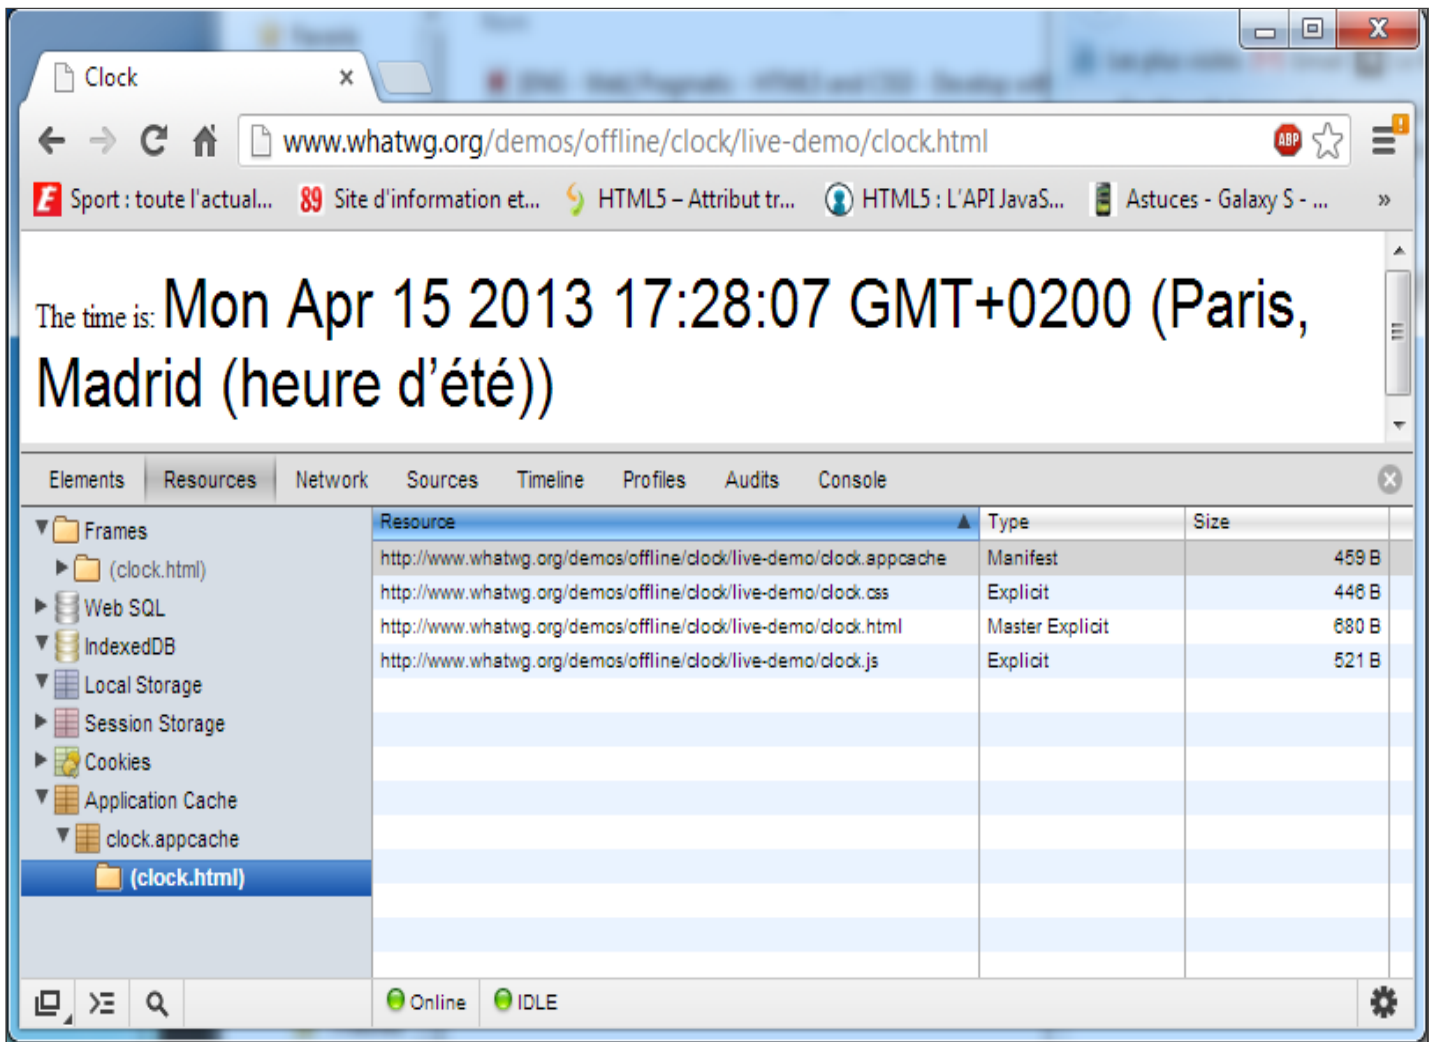 Clock
www.whatwg.org/demos/offline/clock/live-demo/clock.html
ABP
Sport : toute l'actual... 89 Site d'information et... HTML5 – Attribut tr... HTML5 : L'API JavaS... Astuces - Galaxy S - ... »
The time is: Mon Apr 15 2013 17:28:07 GMT+0200 (Paris,
Madrid (heure d'été))
Elements Resources Network Sources Timeline Profiles Audits Console
Frames
(clock.html)
Web SQL
IndexedDB
Local Storage
Session Storage
Cookies
Application Cache
clock.appcache
(clock.html)
Resource Type Size
http://www.whatwg.org/demos/offline/clock/live-demo/clock.appcache Manifest 459 B
http://www.whatwg.org/demos/offline/clock/live-demo/clock.css Explicit 446 B
http://www.whatwg.org/demos/offline/clock/live-demo/clock.html Master Explicit 680 B
http://www.whatwg.org/demos/offline/clock/live-demo/clock.js Explicit 521 B
Online IDLE